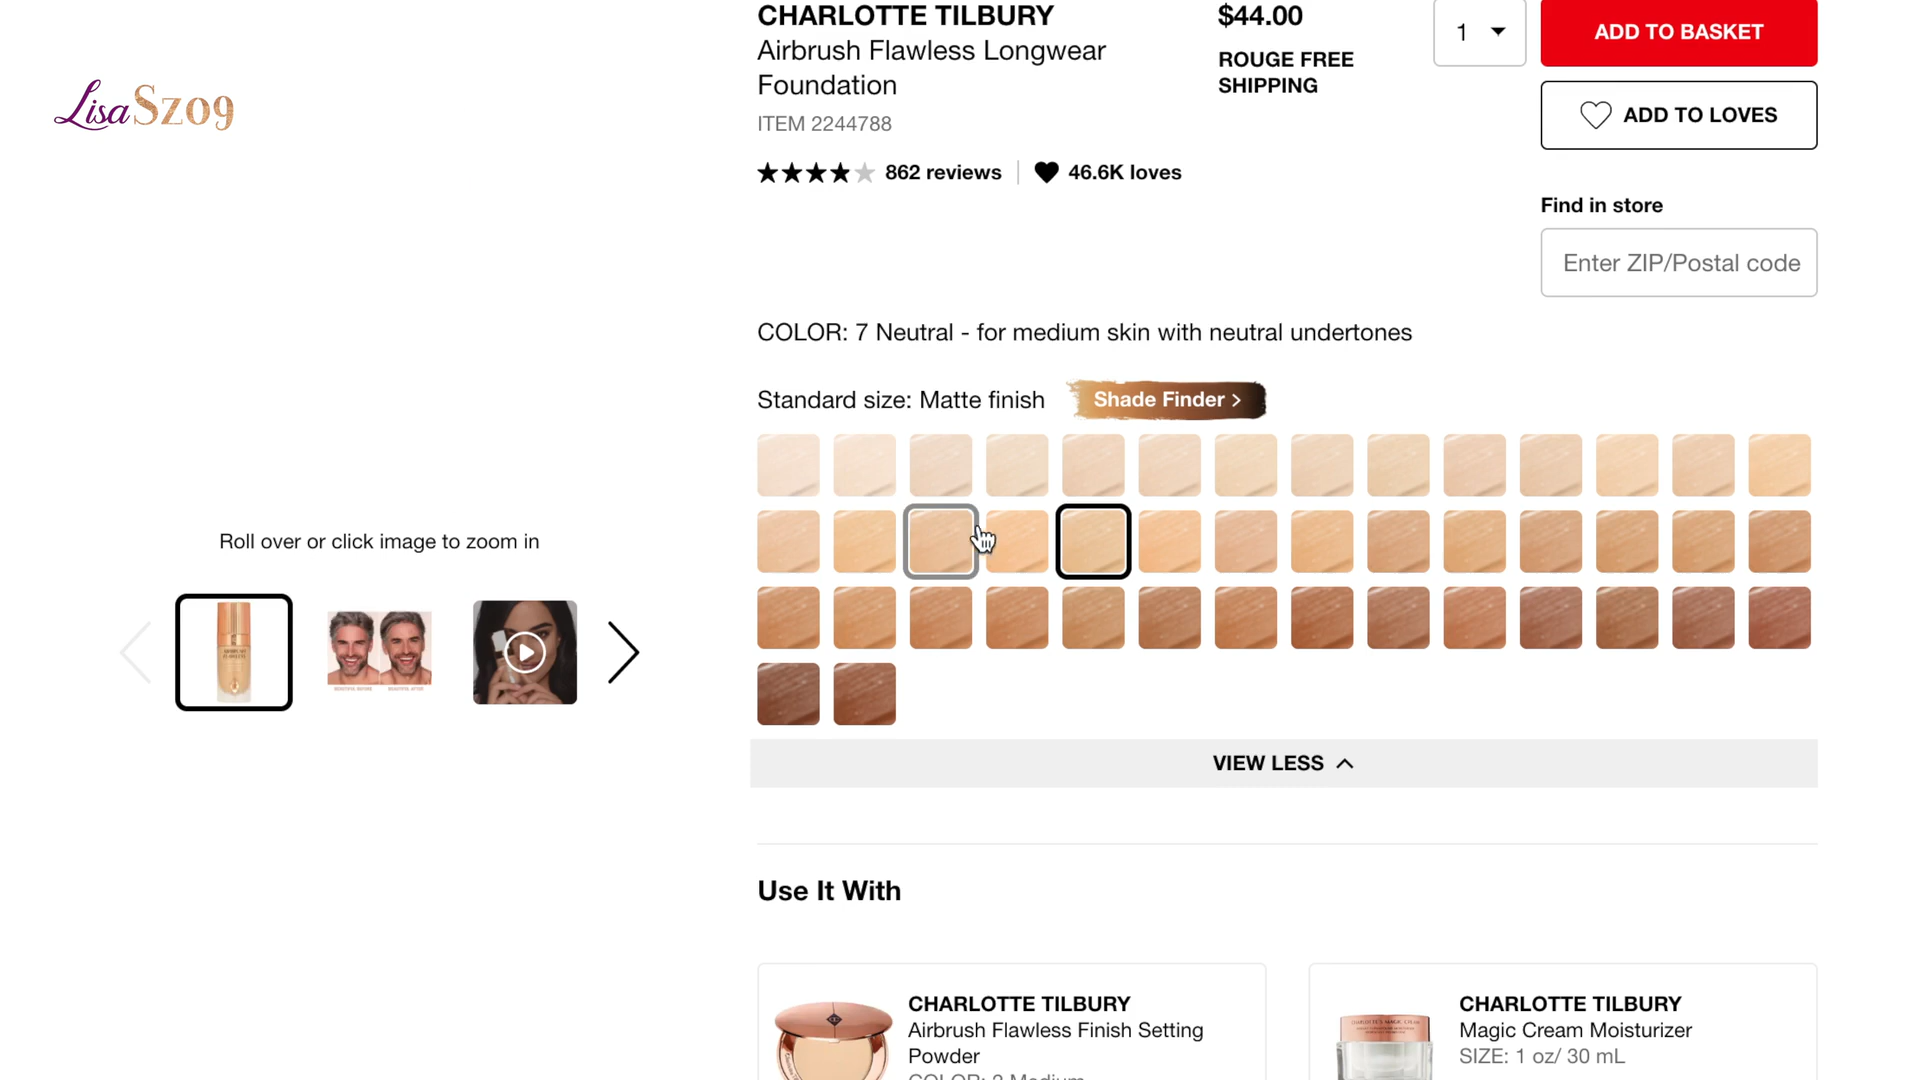 CHARLOTTE TILBURY
Airbrush Flawless Longwear
Foundation
ITEM 2244788
862 reviews
46.6K loves
$44.00
ROUGE FREE
SHIPPING
1
ADD TO BASKET
ADD TO LOVES
Find in store
Enter ZIP/Postal code
LisaSz09
COLOR: 7 Neutral - for medium skin with neutral undertones
Standard size: Matte finish
Shade Finder >
Roll over or click image to zoom in
VIEW LESS
Use It With
CHARLOTTE TILBURY
Airbrush Flawless Finish Setting
Powder
COLOR: 2 Medium
CHARLOTTE TILBURY
Magic Cream Moisturizer
SIZE: 1 oz/ 30 mL